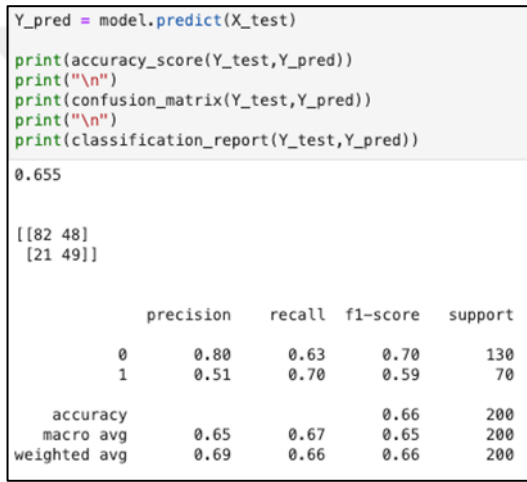 Y_pred = model.predict(X_test)
print(accuracy_score(Y_test,Y_pred))
print("\n")
print(confusion_matrix(Y_test,Y_pred))
print("\n")
print(classification_report(Y_test,Y_pred))
0.655
[[82 48]
[21 49]]
precision recall f1-score support
0 0.80 0.63 0.70 130
1 0.51 0.70 0.59 70
accuracy 0.66 200
macro avg 0.65 0.67 0.65 200
weighted avg 0.69 0.66 0.66 200